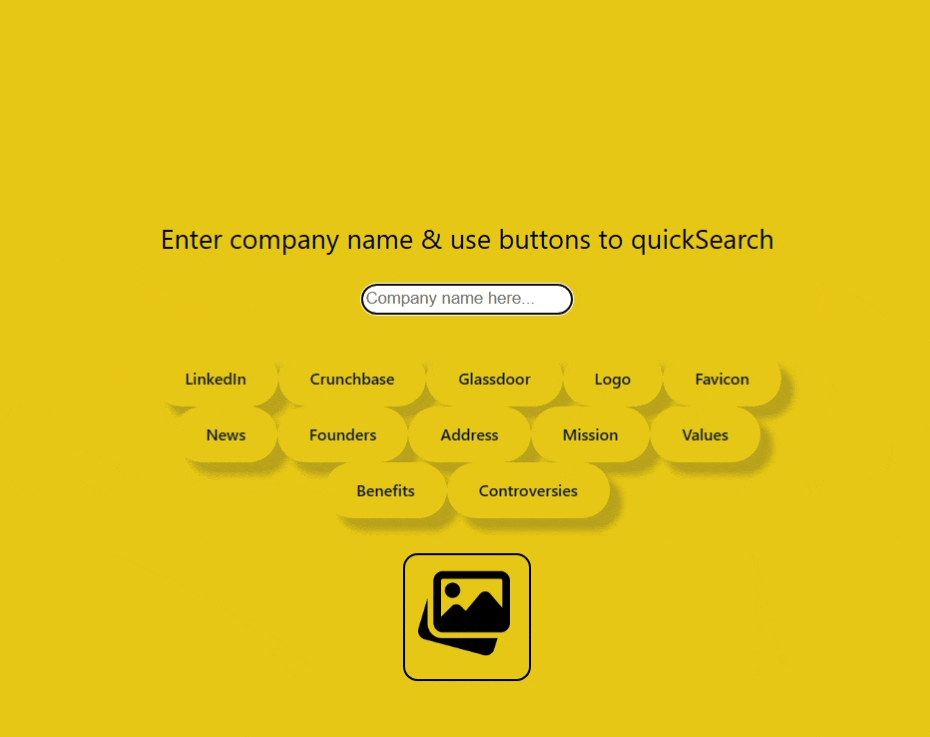 Enter company name & use buttons to quickSearch
Company name here...
LinkedIn Crunchbase Glassdoor Logo Favicon
News Founders Address Mission Values
Benefits Controversies